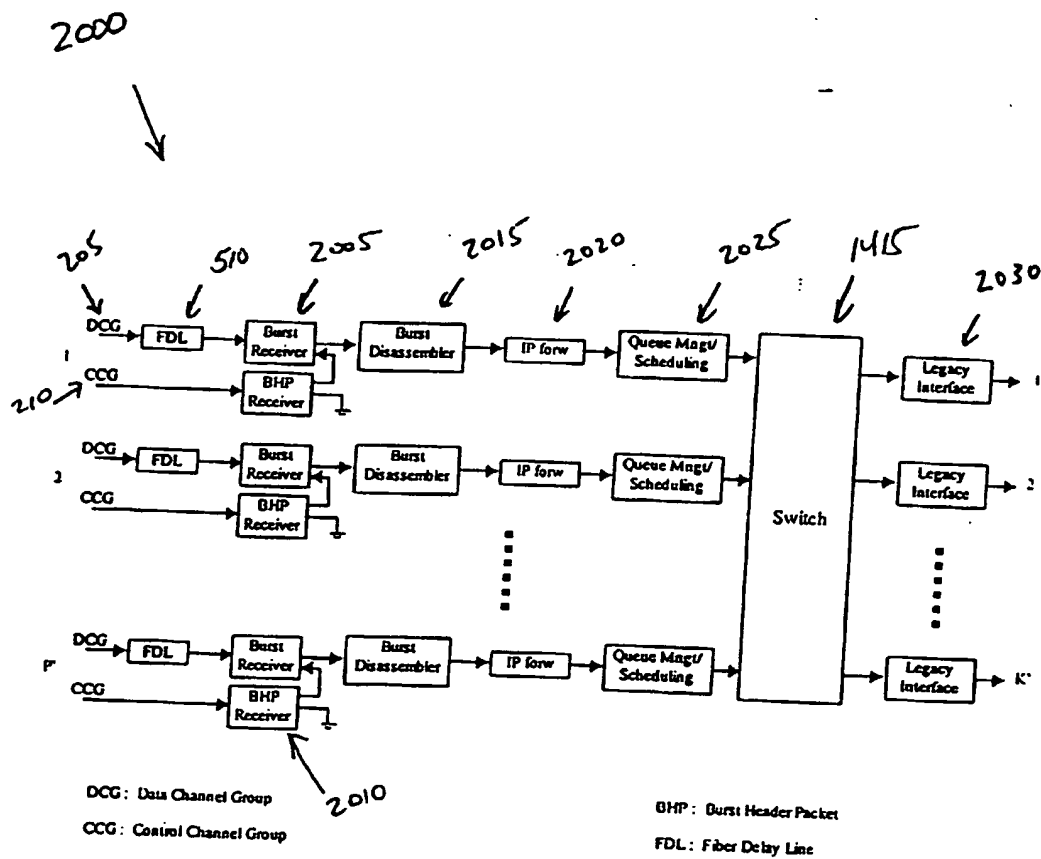 2000
205
510
2005
2015
2020
2025
1415
2030
DCG
FDL
Burst Receiver
Burst Disassembler
IP forw
Queue Mngt/ Scheduling
Legacy Interface
1
1
210
CCG
BHP Receiver
DCG
FDL
Burst Receiver
Burst Disassembler
IP forw
Queue Mngt/ Scheduling
Legacy Interface
2
2
CCG
BHP Receiver
Switch
DCG
FDL
Burst Receiver
Burst Disassembler
IP forw
Queue Mngt/ Scheduling
Legacy Interface
K'
P'
CCG
BHP Receiver
2010
DCG : Data Channel Group
BHP : Burst Header Packet
CCG : Control Channel Group
FDL : Fiber Delay Line